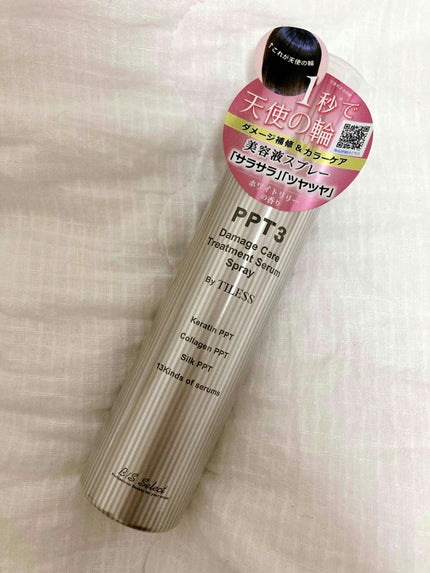 ↑これが天使の輪
1秒で
天使の輪
ダメージ補修&カラーケア
美容液スプレー
「サラサラ」「ツヤツヤ」
ホワイトリリー
の香り
PPT3
Damage Care
Treatment Serum
Spray
By TILESS
Keratin PPT
Collagen PPT
Silk PPT
13Kinds of serums
B/S Select